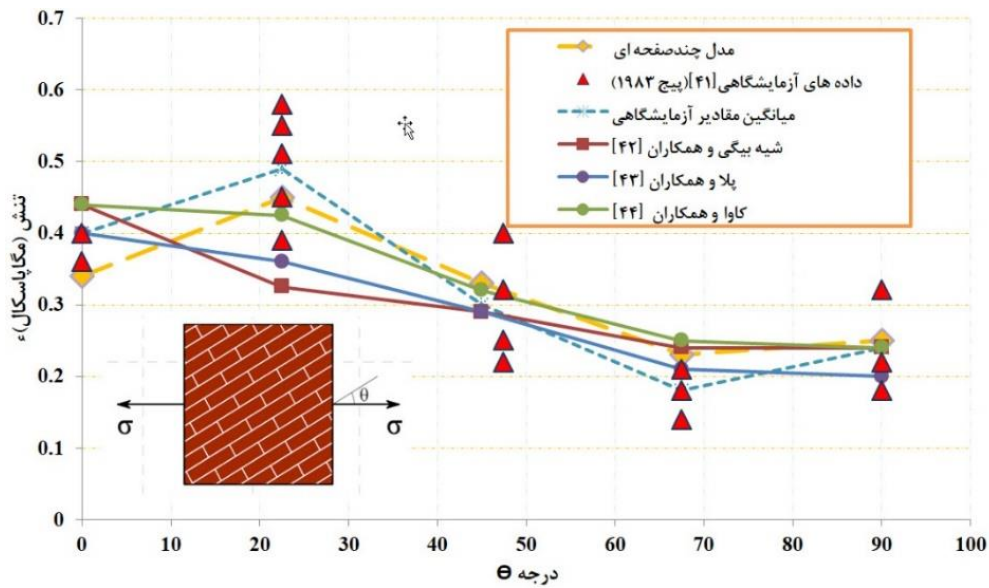 0.7
0.6
0.5
0.4
0.3
0.2
0.1
0
تنش (مگاپاسکال)ء
مدل چندصفحه ای
داده های آزمایشگاهی[۴۱](پیج ۱۹۸۳)
میانگین مقادیر آزمایشگاهی
شیه بیگی و همکاران [۴۲]
پلا و همکاران [۴۳]
کاوا و همکاران [۴۴]
θ
σ σ
0 10 20 30 40 50 60 70 80 90 100
درجه Ɵ